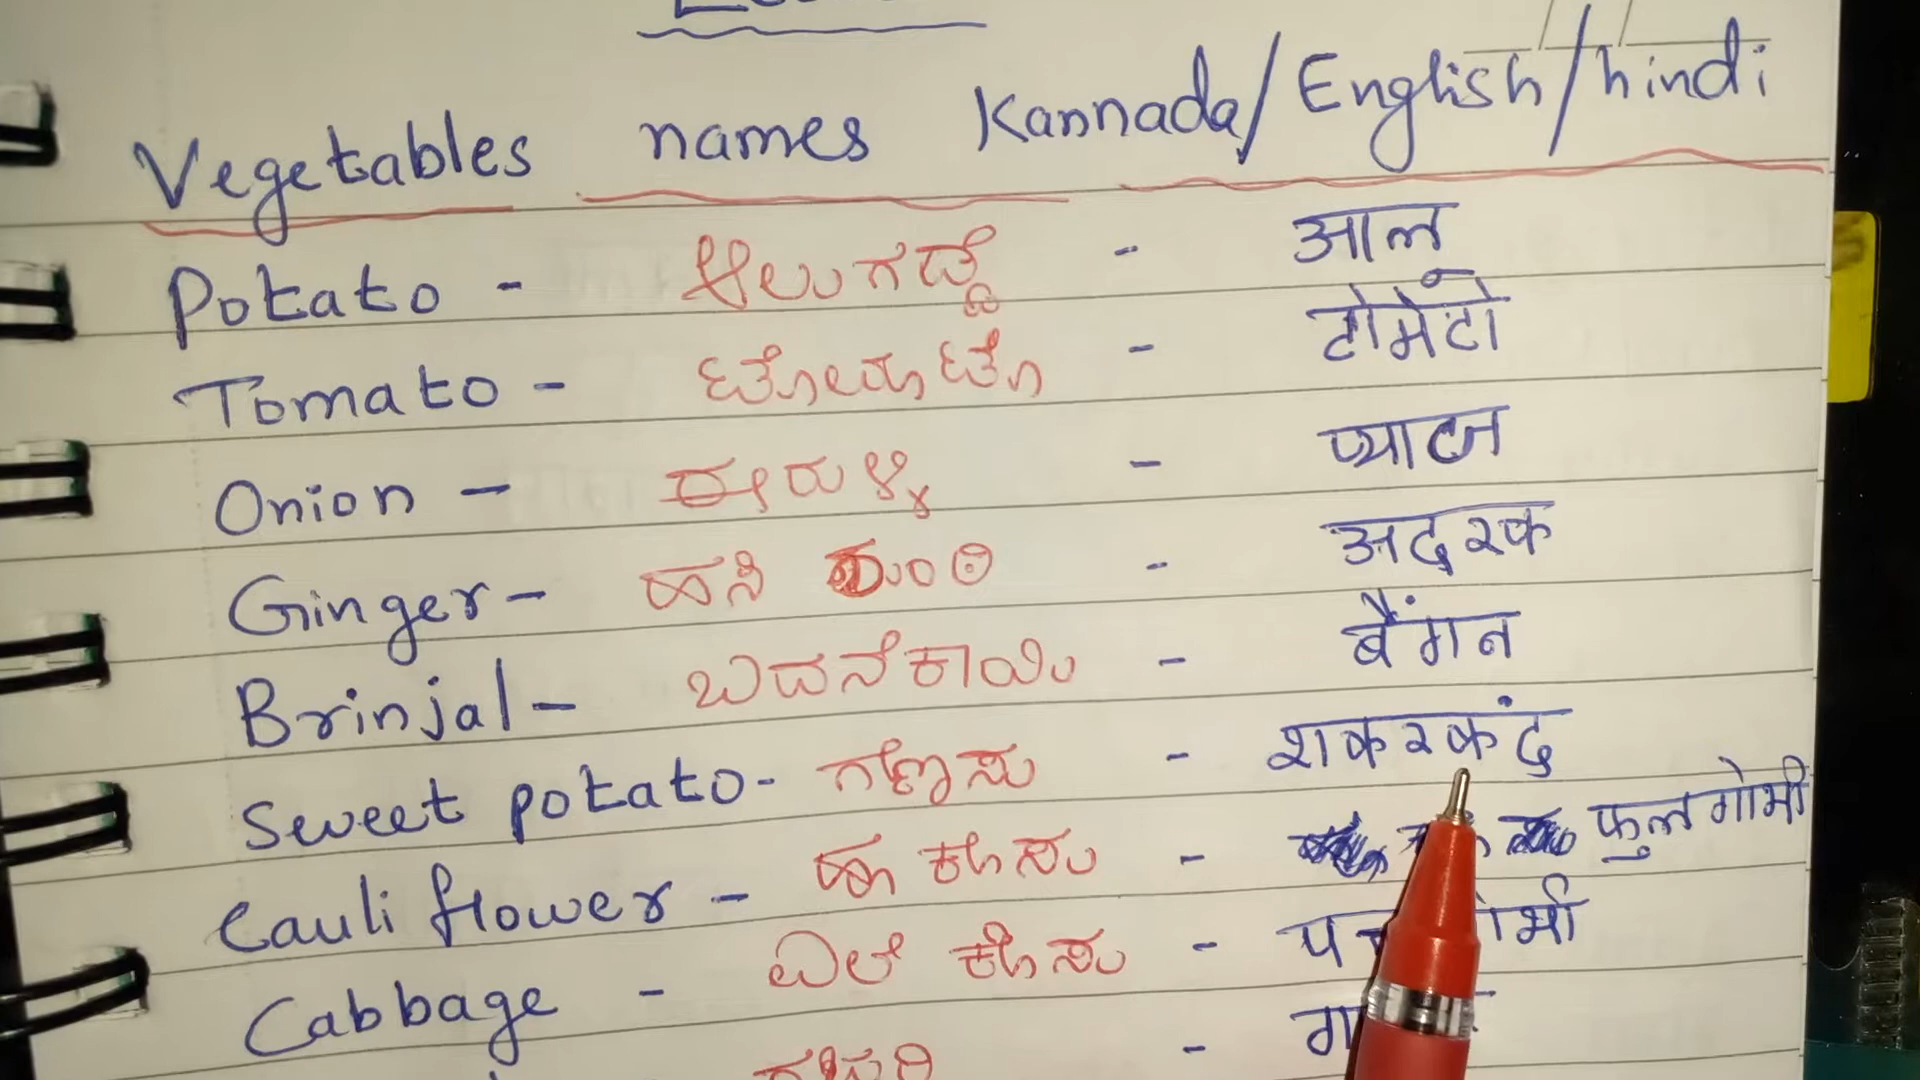 Vegetables names Kannada/English/hindi
Potato - ಆಲುಗಡ್ಡೆ - आलू
Tomato - ಟೊಮಾಟೊ - टोमेटो
Onion - ಈರುಳ್ಳಿ - प्याज
Ginger - ಹಸಿ ಶುಂಠಿ - अदरक
Brinjal - ಬದನೆಕಾಯಿ - बैंगन
Sweet potato - ಗೆಣಸು - शकरकंद
Cauli flower - ಹೂ ಕೋಸು - फुलगोभी
Cabbage - ಎಲೆ ಕೋಸು -